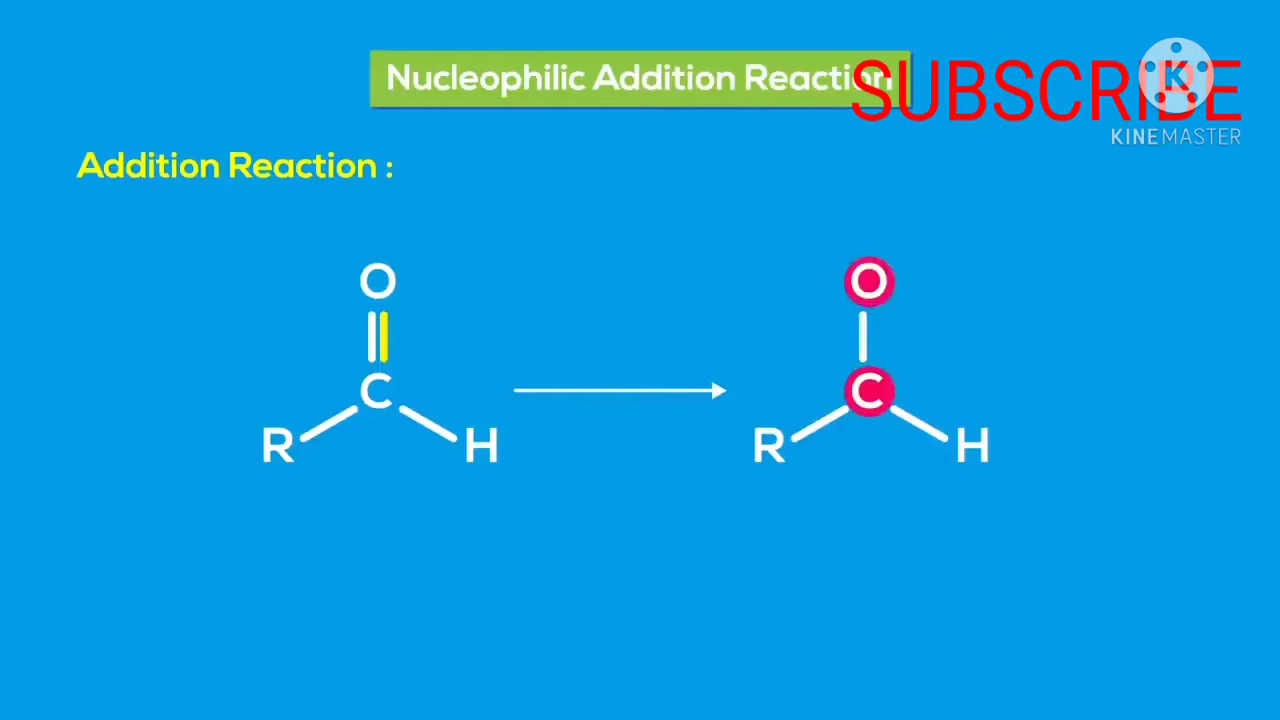 Nucleophilic Addition Reaction
SUBSCRIBE
K
KINEMASTER
Addition Reaction :
O O
C C
R H R H